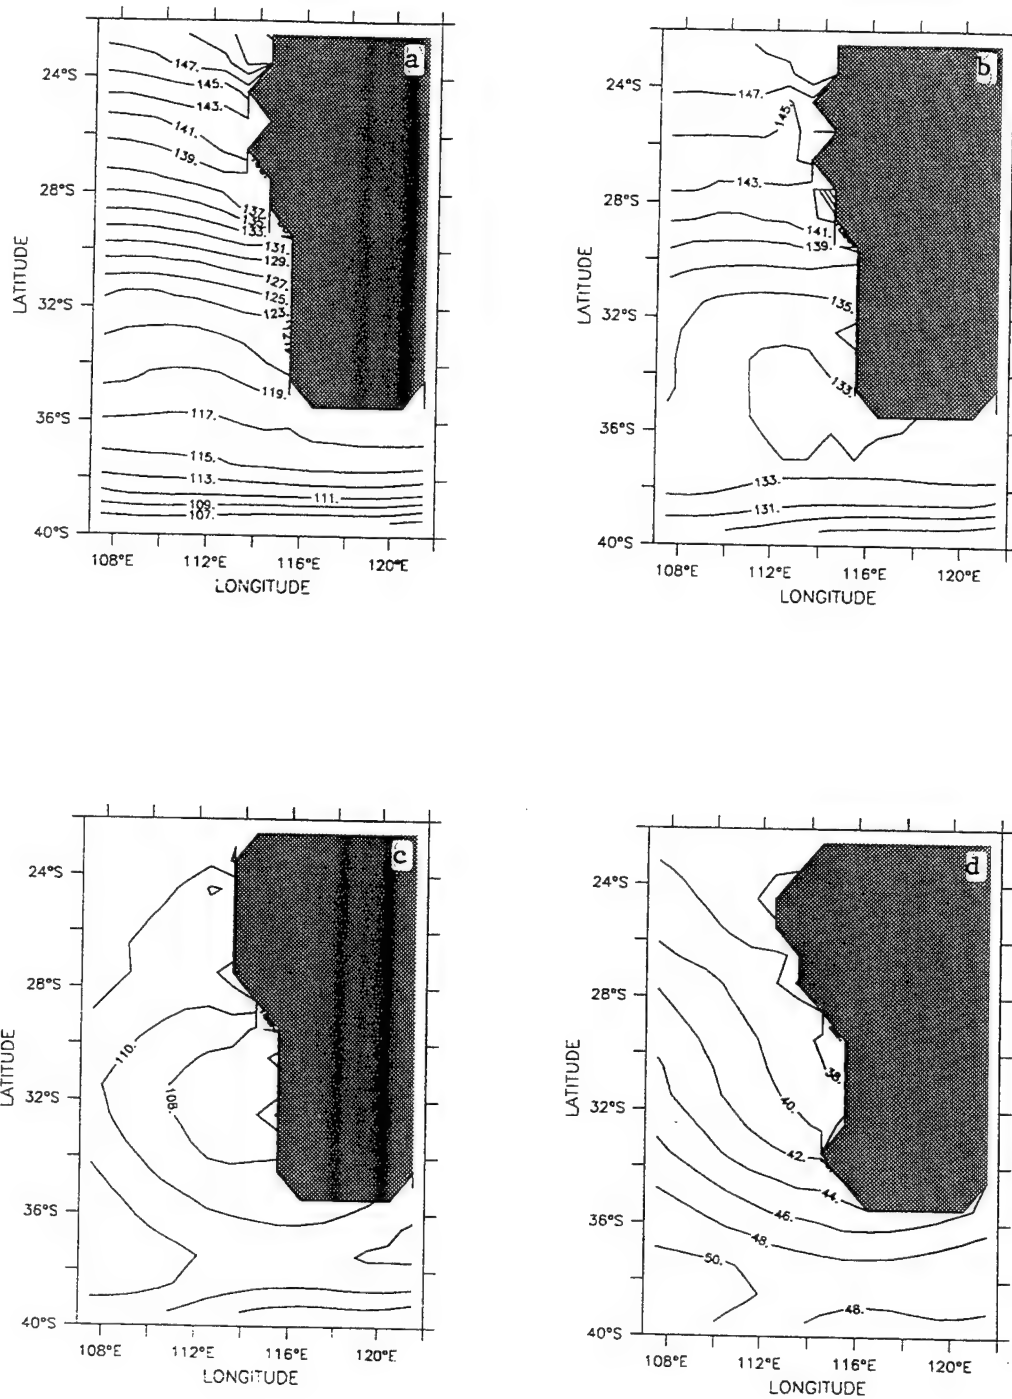 a
147.
145.
143.
141.
139.
137.
135.
133.
131.
129.
127.
125.
123.
117.
119.
117.
115.
113.
111.
109.
107.
24°S
28°S
32°S
36°S
40°S
LATITUDE
108°E 112°E 116°E 120°E
LONGITUDE
b
147.
145.
143.
141.
139.
135.
133.
133.
131.
24°S
28°S
32°S
36°S
40°S
LATITUDE
108°E 112°E 116°E 120°E
LONGITUDE
c
110.
108.
24°S
28°S
32°S
36°S
40°S
LATITUDE
108°E 112°E 116°E 120°E
LONGITUDE
d
38.
40.
42.
44.
46.
48.
50.
48.
24°S
28°S
32°S
36°S
40°S
LATITUDE
108°E 112°E 116°E 120°E
LONGITUDE